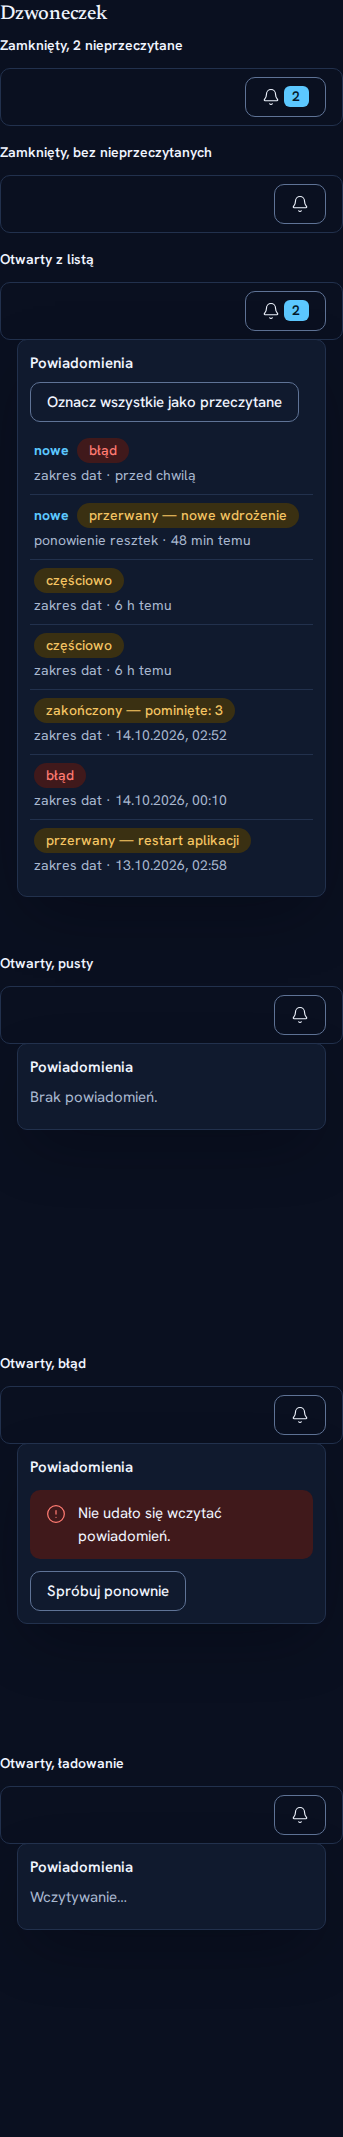 Dzwoneczek
Zamknięty, 2 nieprzeczytane
2
Zamknięty, bez nieprzeczytanych
Otwarty z listą
2
Powiadomienia
Oznacz wszystkie jako przeczytane
nowe błąd
zakres dat · przed chwilą
nowe przerwany — nowe wdrożenie
ponowienie resztek · 48 min temu
częściowo
zakres dat · 6 h temu
częściowo
zakres dat · 6 h temu
zakończony — pominięte: 3
zakres dat · 14.10.2026, 02:52
błąd
zakres dat · 14.10.2026, 00:10
przerwany — restart aplikacji
zakres dat · 13.10.2026, 02:58
Otwarty, pusty
Powiadomienia
Brak powiadomień.
Otwarty, błąd
Powiadomienia
Nie udało się wczytać
powiadomień.
Spróbuj ponownie
Otwarty, ładowanie
Powiadomienia
Wczytywanie…